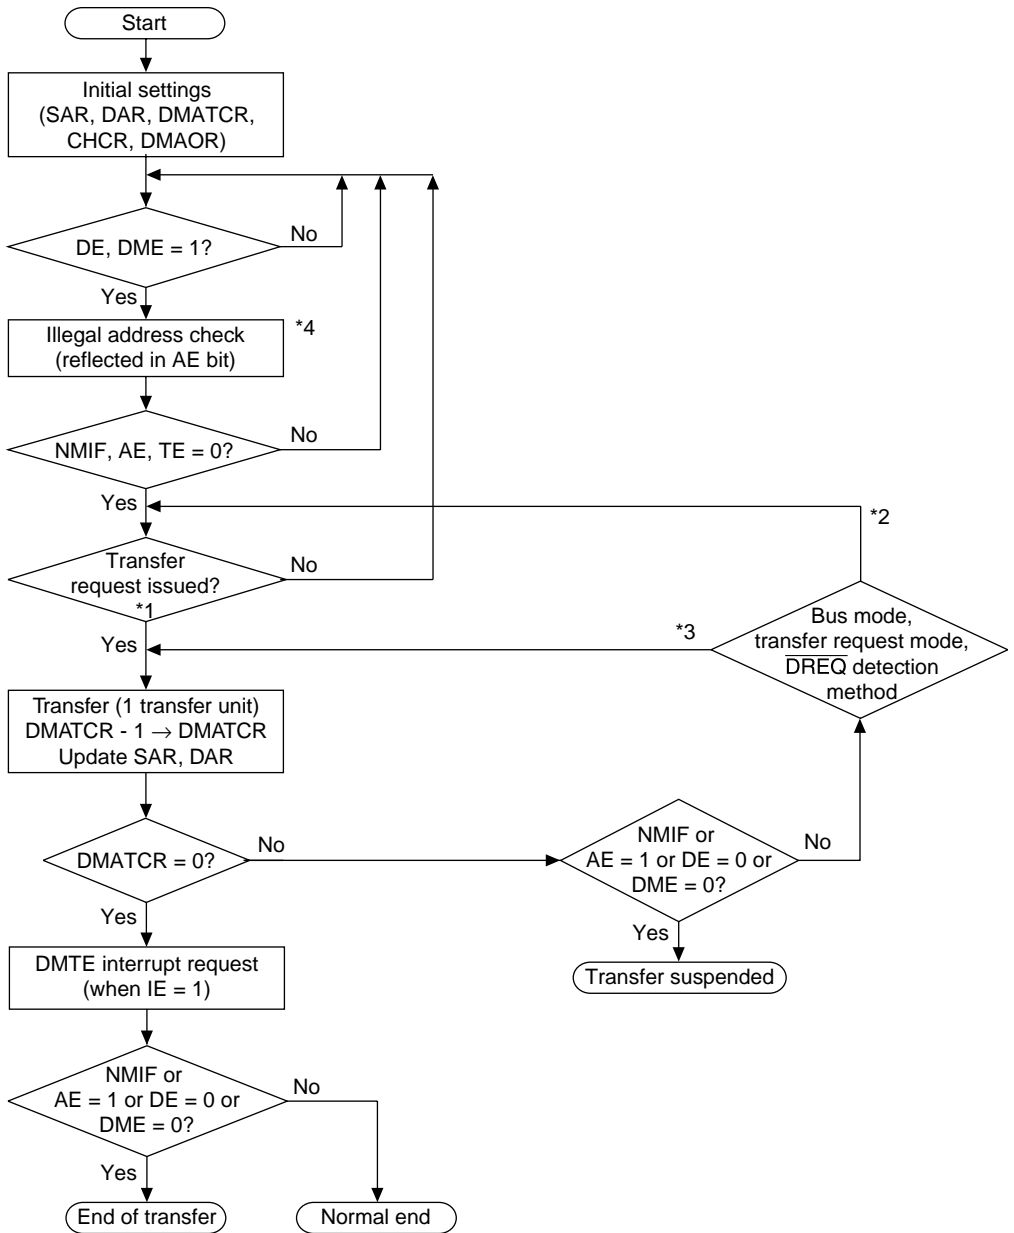 Start
Initial settings
(SAR, DAR, DMATCR,
CHCR, DMAOR)
DE, DME = 1?
No
Yes
Illegal address check
(reflected in AE bit)
*4
NMIF, AE, TE = 0?
No
Yes
*2
Transfer
request issued?
*1
No
Yes
*3
Bus mode,
transfer request mode,
DREQ detection
method
Transfer (1 transfer unit)
DMATCR - 1 → DMATCR
Update SAR, DAR
DMATCR = 0?
No
Yes
NMIF or
AE = 1 or DE = 0 or
DME = 0?
No
Yes
Transfer suspended
DMTE interrupt request
(when IE = 1)
NMIF or
AE = 1 or DE = 0 or
DME = 0?
No
Yes
End of transfer
Normal end